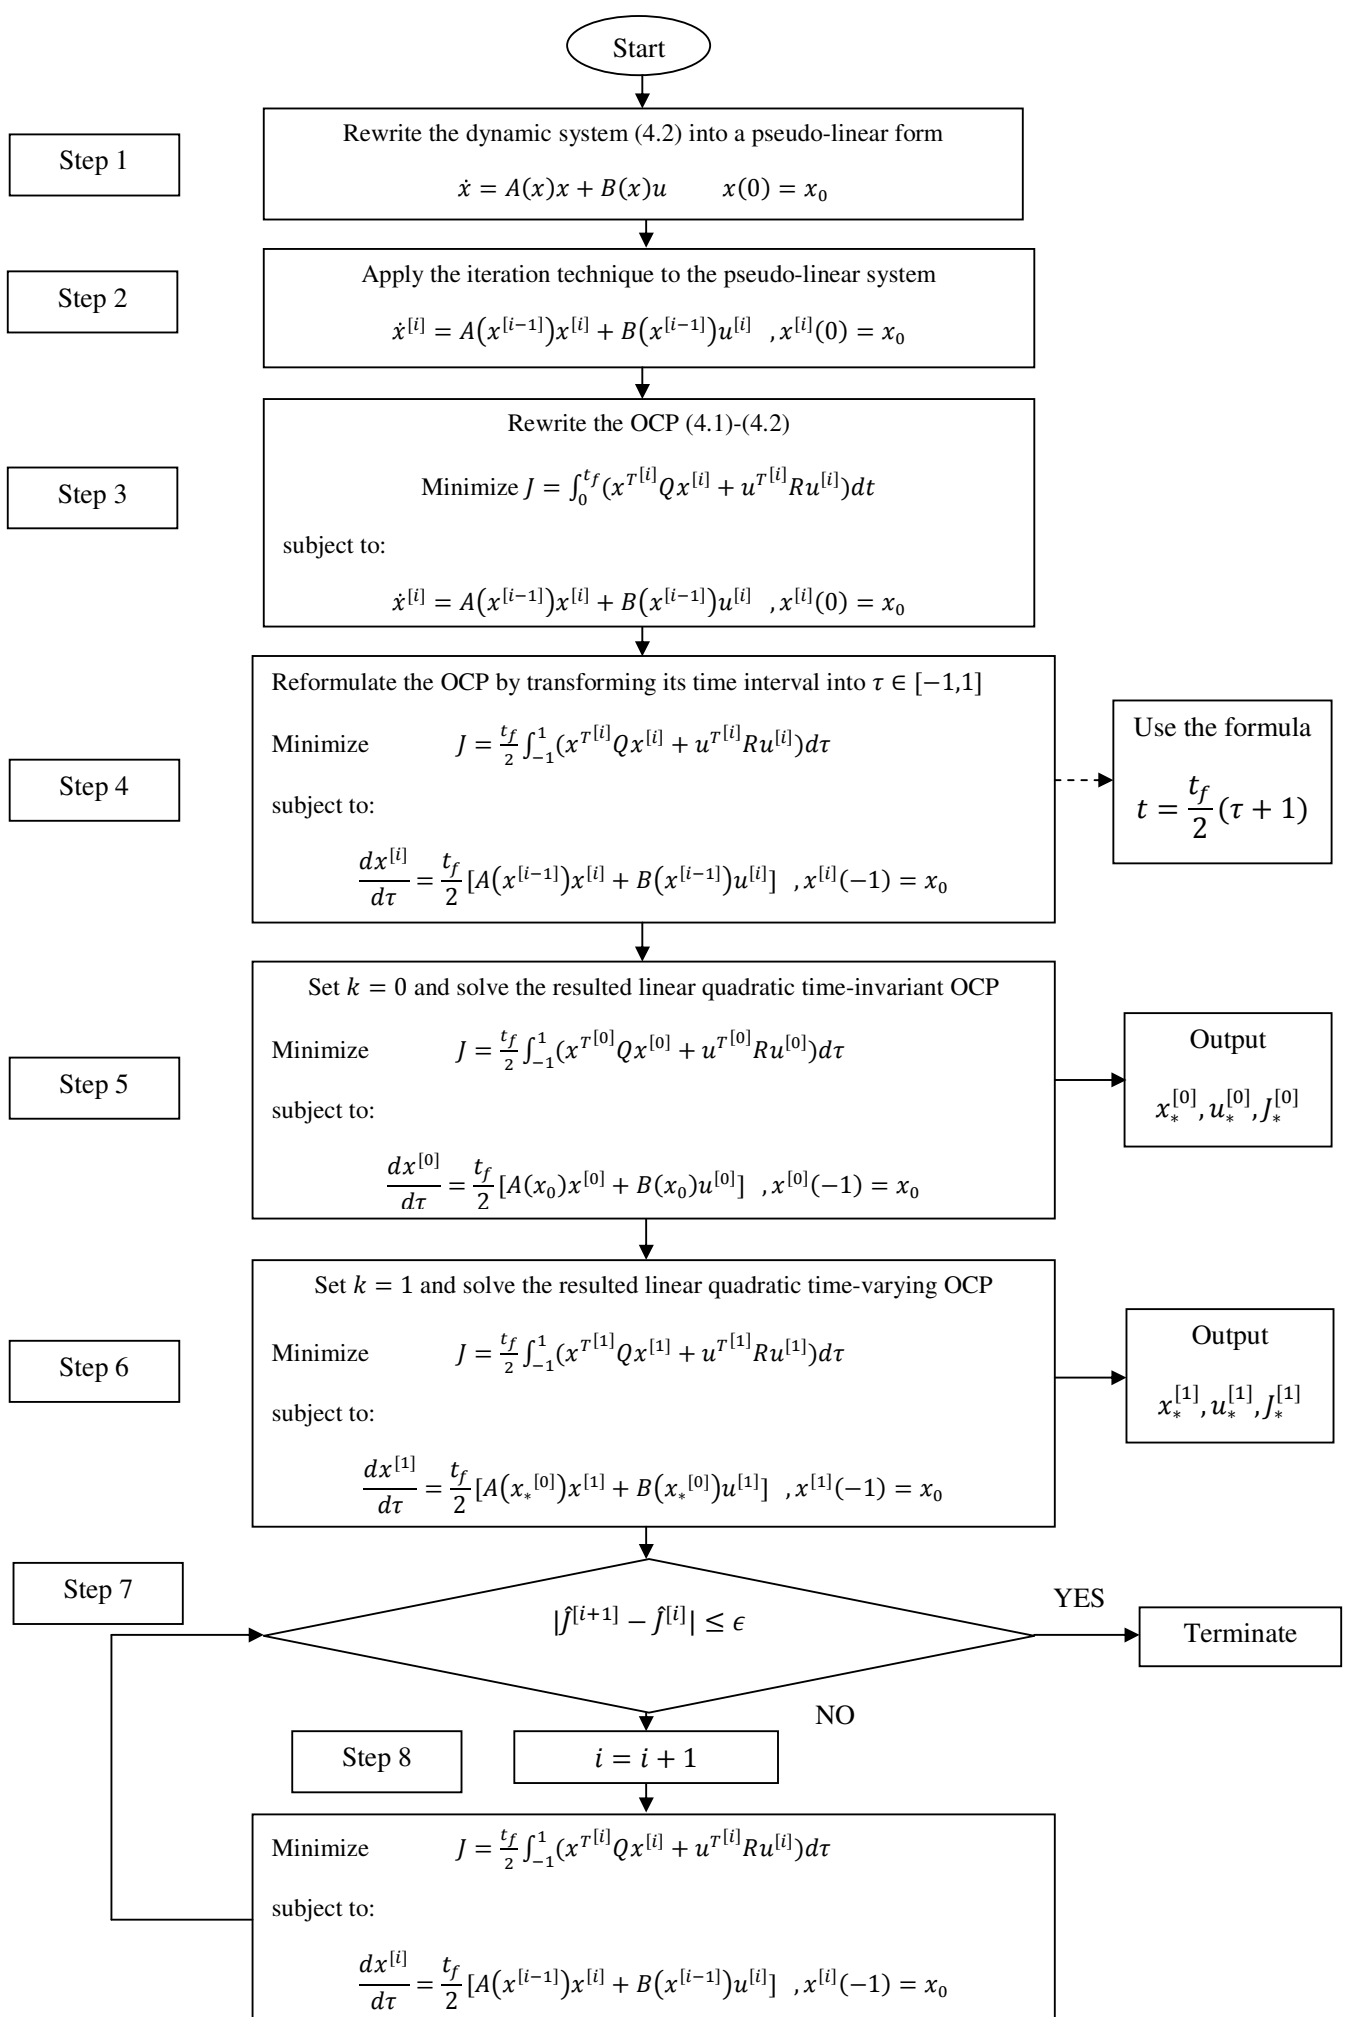 Start
Step 1
Rewrite the dynamic system (4.2) into a pseudo-linear form
ẋ = A(x)x + B(x)u x(0) = x₀
Step 2
Apply the iteration technique to the pseudo-linear system
ẋ^[i] = A(x^[i−1])x^[i] + B(x^[i−1])u^[i] , x^[i](0) = x₀
Step 3
Rewrite the OCP (4.1)-(4.2)
Minimize J = ∫₀^{t_f}(x^{T^[i]}Qx^[i] + u^{T^[i]}Ru^[i])dt
subject to:
ẋ^[i] = A(x^[i−1])x^[i] + B(x^[i−1])u^[i] , x^[i](0) = x₀
Step 4
Reformulate the OCP by transforming its time interval into τ ∈ [−1,1]
Minimize J = t_f/2 ∫₋₁¹(x^{T^[i]}Qx^[i] + u^{T^[i]}Ru^[i])dτ
subject to:
dx^[i]/dτ = t_f/2 [A(x^[i−1])x^[i] + B(x^[i−1])u^[i]] , x^[i](−1) = x₀
Use the formula
t = t_f/2 (τ + 1)
Step 5
Set k = 0 and solve the resulted linear quadratic time-invariant OCP
Minimize J = t_f/2 ∫₋₁¹(x^{T^[0]}Qx^[0] + u^{T^[0]}Ru^[0])dτ
subject to:
dx^[0]/dτ = t_f/2 [A(x₀)x^[0] + B(x₀)u^[0]] , x^[0](−1) = x₀
Output
x_*^[0], u_*^[0], J_*^[0]
Step 6
Set k = 1 and solve the resulted linear quadratic time-varying OCP
Minimize J = t_f/2 ∫₋₁¹(x^{T^[1]}Qx^[1] + u^{T^[1]}Ru^[1])dτ
subject to:
dx^[1]/dτ = t_f/2 [A(x_*^[0])x^[1] + B(x_*^[0])u^[1]] , x^[1](−1) = x₀
Output
x_*^[1], u_*^[1], J_*^[1]
Step 7
|Ĵ^[i+1] − Ĵ^[i]| ≤ ϵ
YES
Terminate
NO
Step 8
i = i + 1
Minimize J = t_f/2 ∫₋₁¹(x^{T^[i]}Qx^[i] + u^{T^[i]}Ru^[i])dτ
subject to:
dx^[i]/dτ = t_f/2 [A(x^[i−1])x^[i] + B(x^[i−1])u^[i]] , x^[i](−1) = x₀